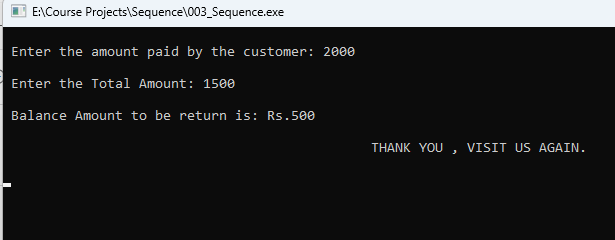 E:\Course Projects\Sequence\003_Sequence.exe
Enter the amount paid by the customer: 2000
Enter the Total Amount: 1500
Balance Amount to be return is: Rs.500
THANK YOU , VISIT US AGAIN.